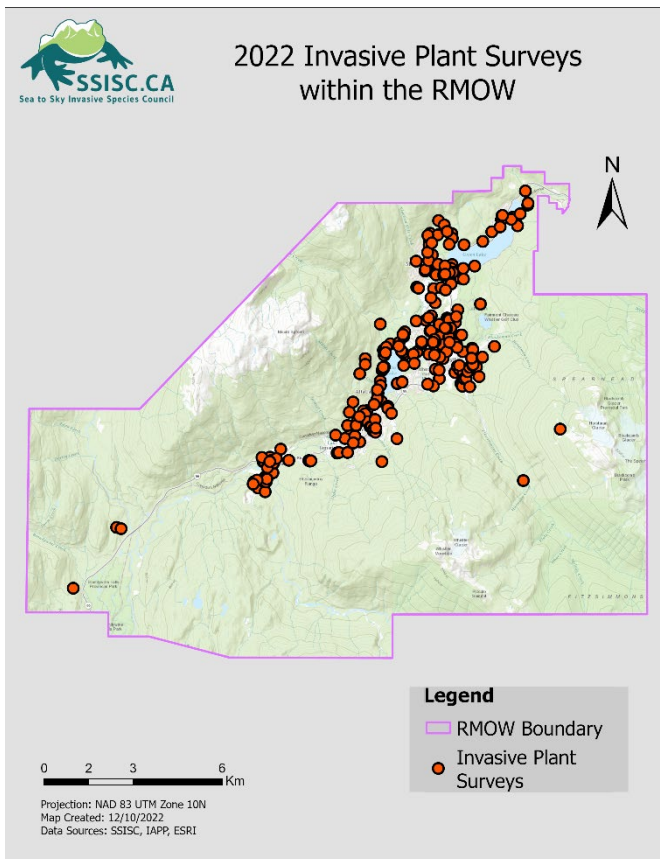 SSISC.CA
Sea to Sky Invasive Species Council
2022 Invasive Plant Surveys
within the RMOW
N
SPEARHEAD
FITZSIMMONS
Legend
RMOW Boundary
Invasive Plant
Surveys
0 2 3 6
Km
Projection: NAD 83 UTM Zone 10N
Map Created: 12/10/2022
Data Sources: SSISC, IAPP, ESRI